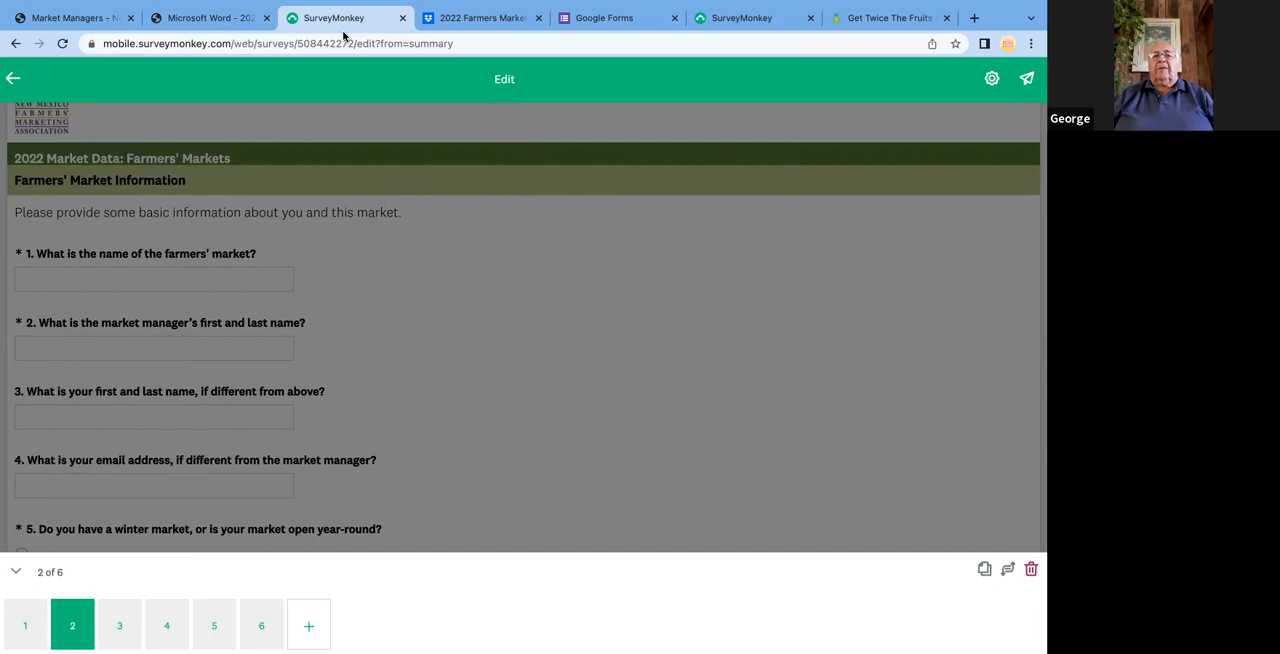 Market Managers - N
Microsoft Word - 202
SurveyMonkey
2022 Farmers Market
Google Forms
SurveyMonkey
Get Twice The Fruits
mobile.surveymonkey.com/web/surveys/508442272/edit?from=summary
Edit
NEW MEXICO
FARMERS'
MARKETING
ASSOCIATION
2022 Market Data: Farmers' Markets
Farmers' Market Information
Please provide some basic information about you and this market.
* 1. What is the name of the farmers' market?
* 2. What is the market manager's first and last name?
3. What is your first and last name, if different from above?
4. What is your email address, if different from the market manager?
* 5. Do you have a winter market, or is your market open year-round?
2 of 6
1 2 3 4 5 6 +
George